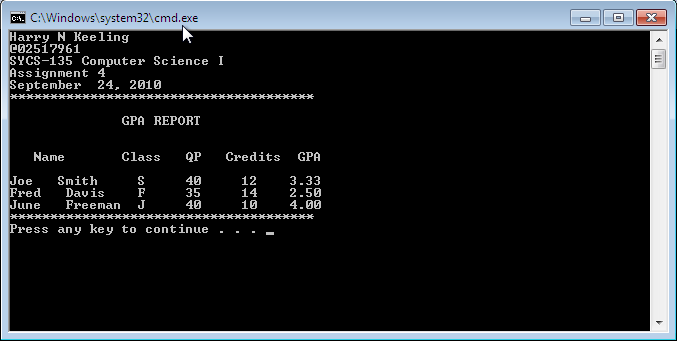 C:\Windows\system32\cmd.exe
Harry N Keeling
@02517961
SYCS-135 Computer Science I
Assignment 4
September  24, 2010
**************************************
GPA REPORT
Name Class QP Credits GPA
Joe Smith S 40 12 3.33
Fred Davis F 35 14 2.50
June Freeman J 40 10 4.00
**************************************
Press any key to continue . . . _